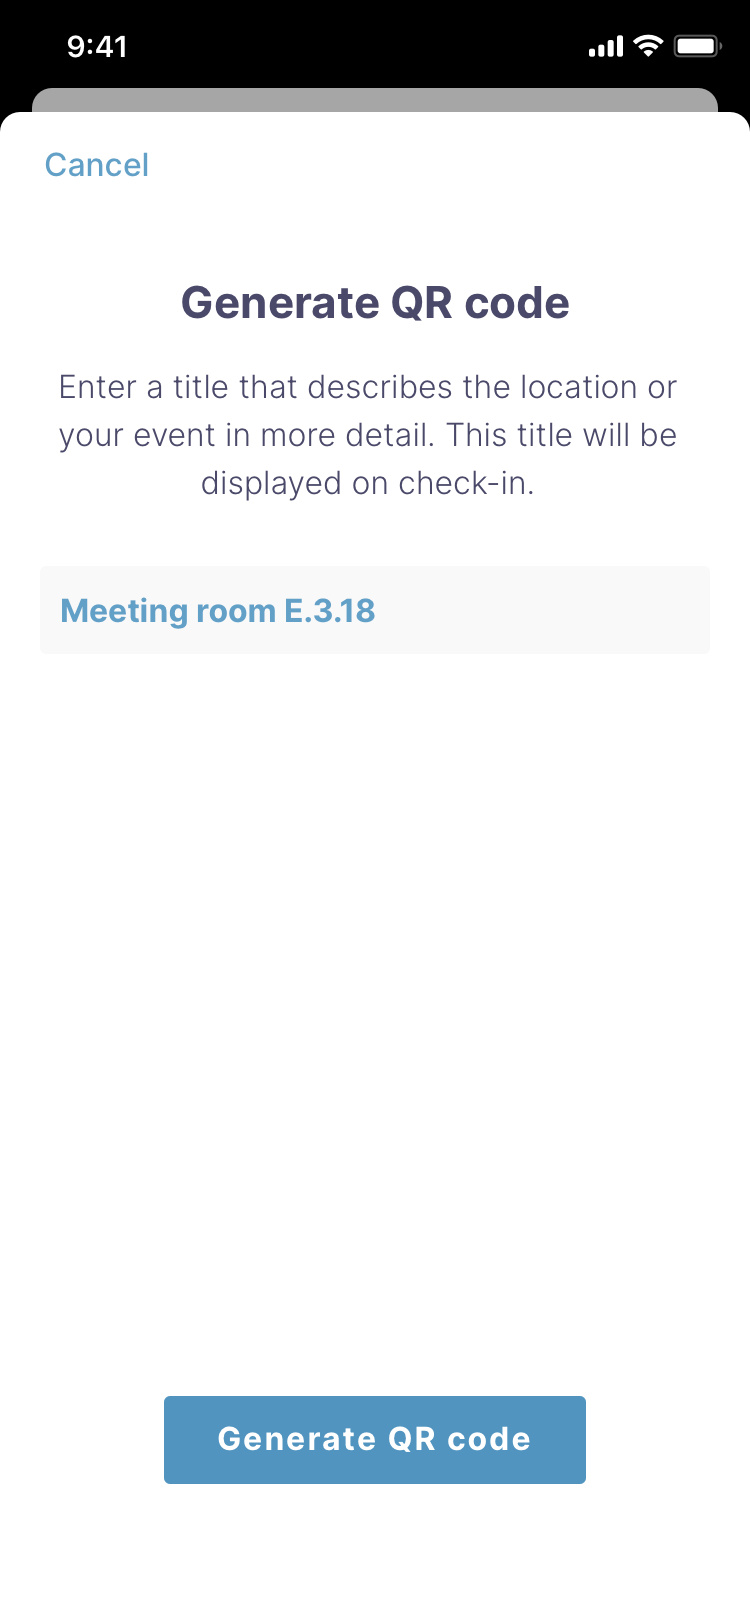 9:41
Cancel
Generate QR code
Enter a title that describes the location or
your event in more detail. This title will be
displayed on check-in.
Meeting room E.3.18
Generate QR code